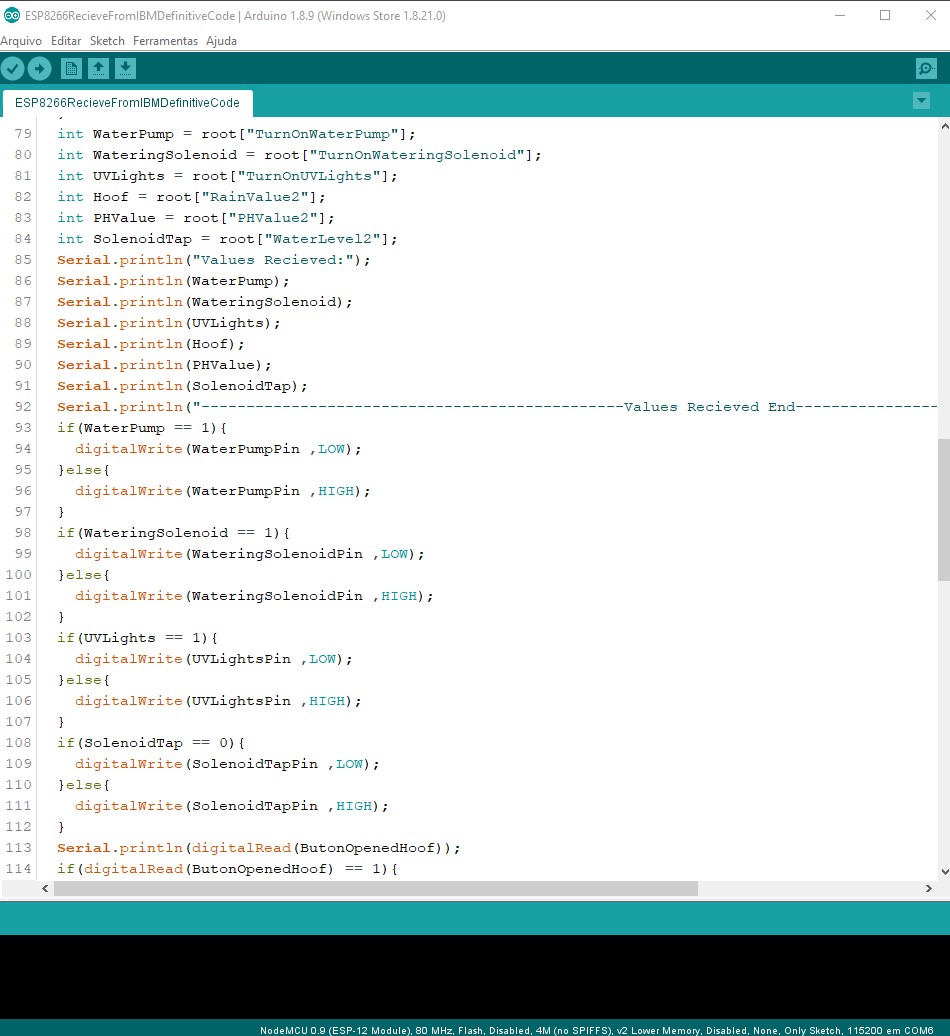 ESP8266RecieveFromIBMDefinitiveCode | Arduino 1.8.9 (Windows Store 1.8.21.0)
Arquivo Editar Sketch Ferramentas Ajuda
ESP8266RecieveFromIBMDefinitiveCode
79 int WaterPump = root["TurnOnWaterPump"];
80 int WateringSolenoid = root["TurnOnWateringSolenoid"];
81 int UVLights = root["TurnOnUVLights"];
82 int Hoof = root["RainValue2"];
83 int PHValue = root["PHValue2"];
84 int SolenoidTap = root["WaterLevel2"];
85 Serial.println("Values Recieved:");
86 Serial.println(WaterPump);
87 Serial.println(WateringSolenoid);
88 Serial.println(UVLights);
89 Serial.println(Hoof);
90 Serial.println(PHValue);
91 Serial.println(SolenoidTap);
92 Serial.println("-----------------------------------------------Values Recieved End----------------
93 if(WaterPump == 1){
94 digitalWrite(WaterPumpPin ,LOW);
95 }else{
96 digitalWrite(WaterPumpPin ,HIGH);
97 }
98 if(WateringSolenoid == 1){
99 digitalWrite(WateringSolenoidPin ,LOW);
100 }else{
101 digitalWrite(WateringSolenoidPin ,HIGH);
102 }
103 if(UVLights == 1){
104 digitalWrite(UVLightsPin ,LOW);
105 }else{
106 digitalWrite(UVLightsPin ,HIGH);
107 }
108 if(SolenoidTap == 0){
109 digitalWrite(SolenoidTapPin ,LOW);
110 }else{
111 digitalWrite(SolenoidTapPin ,HIGH);
112 }
113 Serial.println(digitalRead(ButonOpenedHoof));
114 if(digitalRead(ButonOpenedHoof) == 1){
NodeMCU 0.9 (ESP-12 Module), 80 MHz, Flash, Disabled, 4M (no SPIFFS), v2 Lower Memory, Disabled, None, Only Sketch, 115200 em COM6